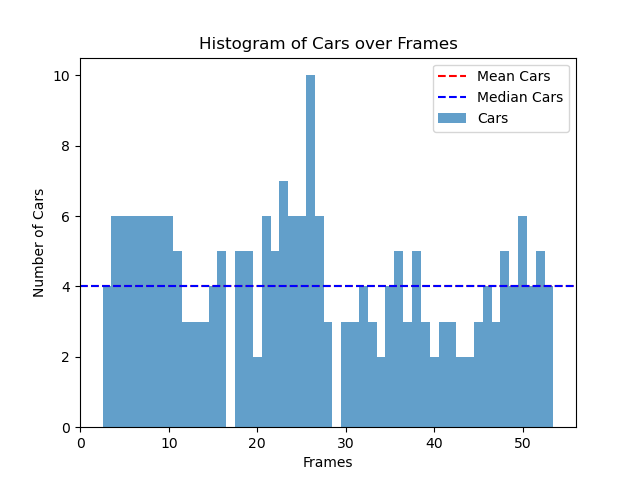 Histogram of Cars over Frames
Mean Cars
Median Cars
Cars
Number of Cars
10
8
6
4
2
0
0 10 20 30 40 50
Frames